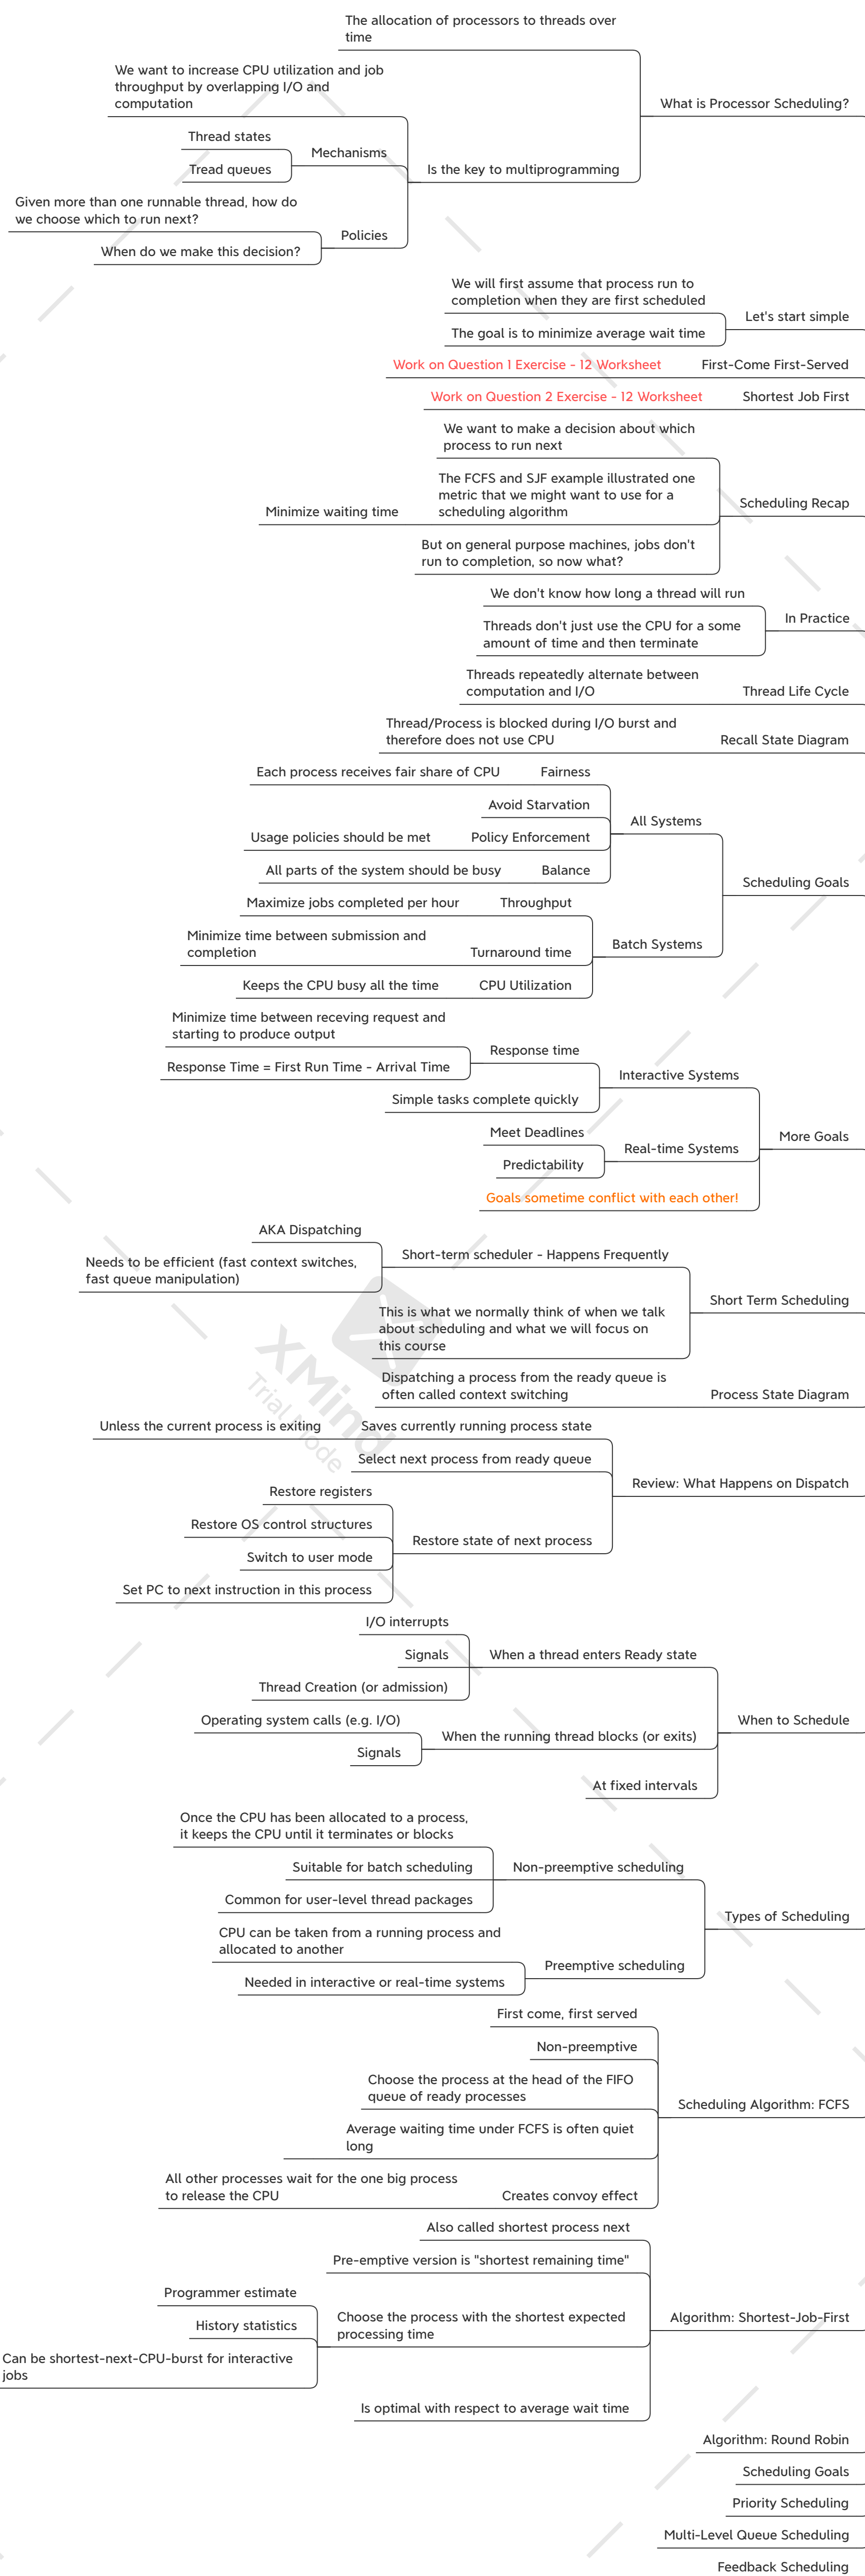 The allocation of processors to threads over
time
We want to increase CPU utilization and job
throughput by overlapping I/O and
computation
What is Processor Scheduling?
Thread states
Mechanisms
Tread queues
Is the key to multiprogramming
Given more than one runnable thread, how do
we choose which to run next?
Policies
When do we make this decision?
We will first assume that process run to
completion when they are first scheduled
Let's start simple
The goal is to minimize average wait time
Work on Question 1 Exercise - 12 Worksheet
First-Come First-Served
Work on Question 2 Exercise - 12 Worksheet
Shortest Job First
We want to make a decision about which
process to run next
The FCFS and SJF example illustrated one
metric that we might want to use for a
scheduling algorithm
Minimize waiting time
Scheduling Recap
But on general purpose machines, jobs don't
run to completion, so now what?
We don't know how long a thread will run
In Practice
Threads don't just use the CPU for a some
amount of time and then terminate
Threads repeatedly alternate between
computation and I/O
Thread Life Cycle
Thread/Process is blocked during I/O burst and
therefore does not use CPU
Recall State Diagram
Each process receives fair share of CPU
Fairness
Avoid Starvation
All Systems
Usage policies should be met
Policy Enforcement
All parts of the system should be busy
Balance
Scheduling Goals
Maximize jobs completed per hour
Throughput
Minimize time between submission and
completion
Turnaround time
Batch Systems
Keeps the CPU busy all the time
CPU Utilization
Minimize time between receving request and
starting to produce output
Response time
Response Time = First Run Time - Arrival Time
Interactive Systems
Simple tasks complete quickly
Meet Deadlines
Real-time Systems
More Goals
Predictability
Goals sometime conflict with each other!
AKA Dispatching
Short-term scheduler - Happens Frequently
Needs to be efficient (fast context switches,
fast queue manipulation)
Short Term Scheduling
This is what we normally think of when we talk
about scheduling and what we will focus on
this course
Dispatching a process from the ready queue is
often called context switching
Process State Diagram
Unless the current process is exiting
Saves currently running process state
Select next process from ready queue
Review: What Happens on Dispatch
Restore registers
Restore OS control structures
Restore state of next process
Switch to user mode
Set PC to next instruction in this process
I/O interrupts
Signals
When a thread enters Ready state
Thread Creation (or admission)
Operating system calls (e.g. I/O)
When the running thread blocks (or exits)
When to Schedule
Signals
At fixed intervals
Once the CPU has been allocated to a process,
it keeps the CPU until it terminates or blocks
Suitable for batch scheduling
Non-preemptive scheduling
Common for user-level thread packages
Types of Scheduling
CPU can be taken from a running process and
allocated to another
Preemptive scheduling
Needed in interactive or real-time systems
First come, first served
Non-preemptive
Choose the process at the head of the FIFO
queue of ready processes
Scheduling Algorithm: FCFS
Average waiting time under FCFS is often quiet
long
All other processes wait for the one big process
to release the CPU
Creates convoy effect
Also called shortest process next
Pre-emptive version is "shortest remaining time"
Programmer estimate
Choose the process with the shortest expected
processing time
Algorithm: Shortest-Job-First
History statistics
Can be shortest-next-CPU-burst for interactive
jobs
Is optimal with respect to average wait time
Algorithm: Round Robin
Scheduling Goals
Priority Scheduling
Multi-Level Queue Scheduling
Feedback Scheduling
XMind
Trial Mode